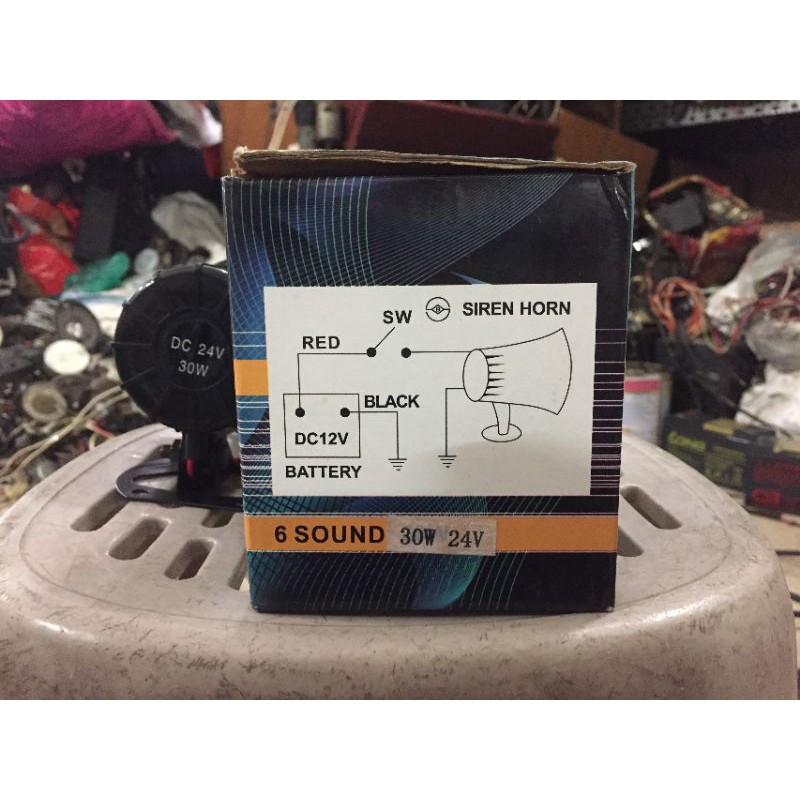 DC 24V
30W
SW
SIREN HORN
RED
BLACK
DC12V
BATTERY
6 SOUND 30W 24V